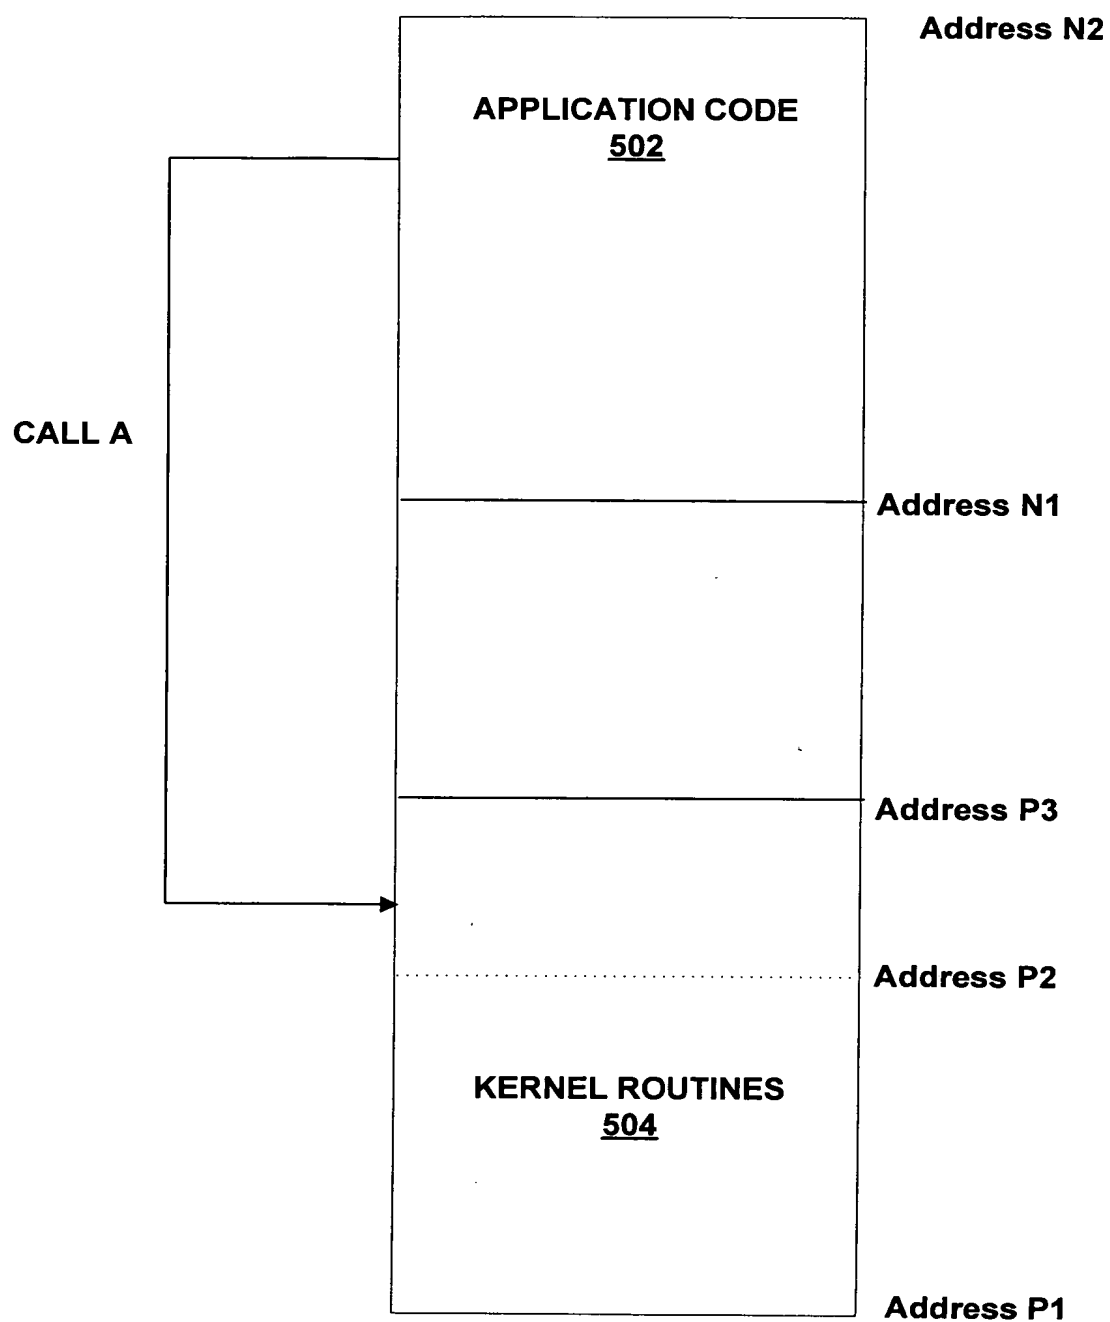 Address N2
APPLICATION CODE
502
CALL A
Address N1
Address P3
Address P2
KERNEL ROUTINES
504
Address P1